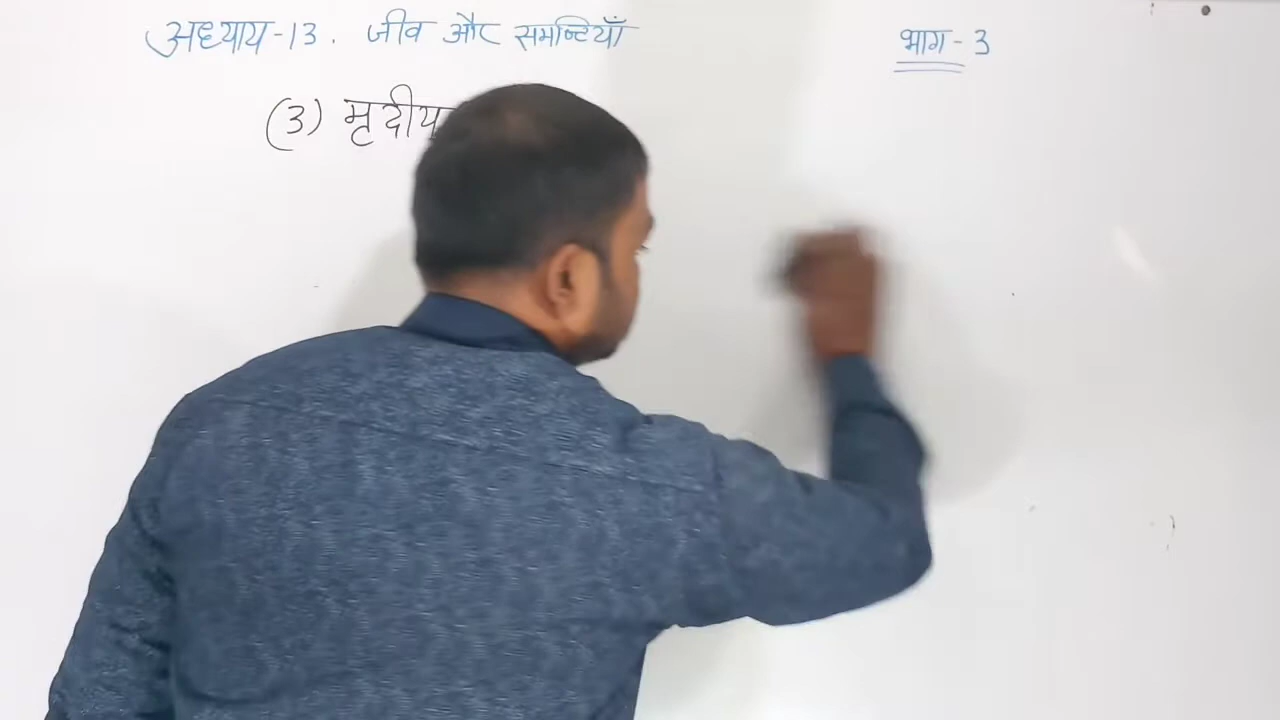 अध्याय-13. जीव और समष्टियाँ
भाग-3
(3) मृदीय